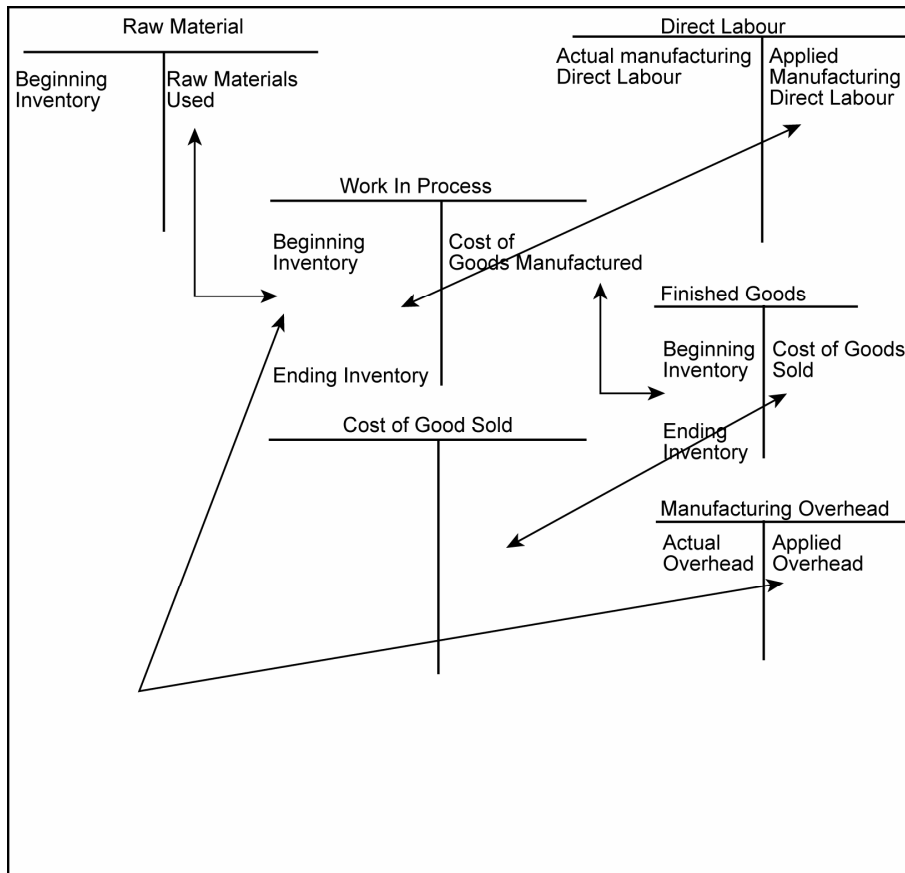 Raw Material
Beginning
Inventory
Raw Materials
Used
Direct Labour
Actual manufacturing
Direct Labour
Applied
Manufacturing
Direct Labour
Work In Process
Beginning
Inventory
Cost of
Goods Manufactured
Ending Inventory
Finished Goods
Beginning
Inventory
Cost of Goods
Sold
Ending
Inventory
Cost of Good Sold
Manufacturing Overhead
Actual
Overhead
Applied
Overhead